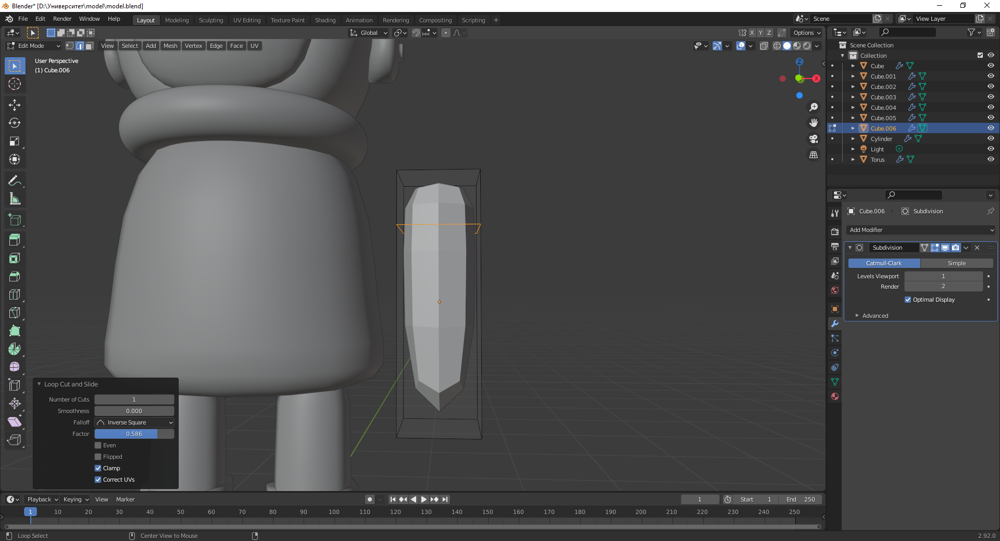 Blender* [D:\Университет\model\model.blend]
File Edit Render Window Help
Layout Modeling Sculpting UV Editing Texture Paint Shading Animation Rendering Compositing Scripting
Scene View Layer
Global X Y Z Options
Edit Mode View Select Add Mesh Vertex Edge Face UV
User Perspective
(1) Cube.006
Z
X
Scene Collection
Collection
Cube
Cube.001
Cube.002
Cube.003
Cube.004
Cube.005
Cube.006
Cylinder
Light
Torus
Cube.006 Subdivision
Add Modifier
Subdivision
Catmull-Clark Simple
Levels Viewport 1
Render 2
Optimal Display
Advanced
Loop Cut and Slide
Number of Cuts 1
Smoothness 0.000
Falloff Inverse Square
Factor 0.586
Even
Flipped
Clamp
Correct UVs
Playback Keying View Marker 1 Start 1 End 250
1 10 20 30 40 50 60 70 80 90 100 110 120 130 140 150 160 170 180 190 200 210 220 230 240 250
Loop Select Center View to Mouse 2.92.0